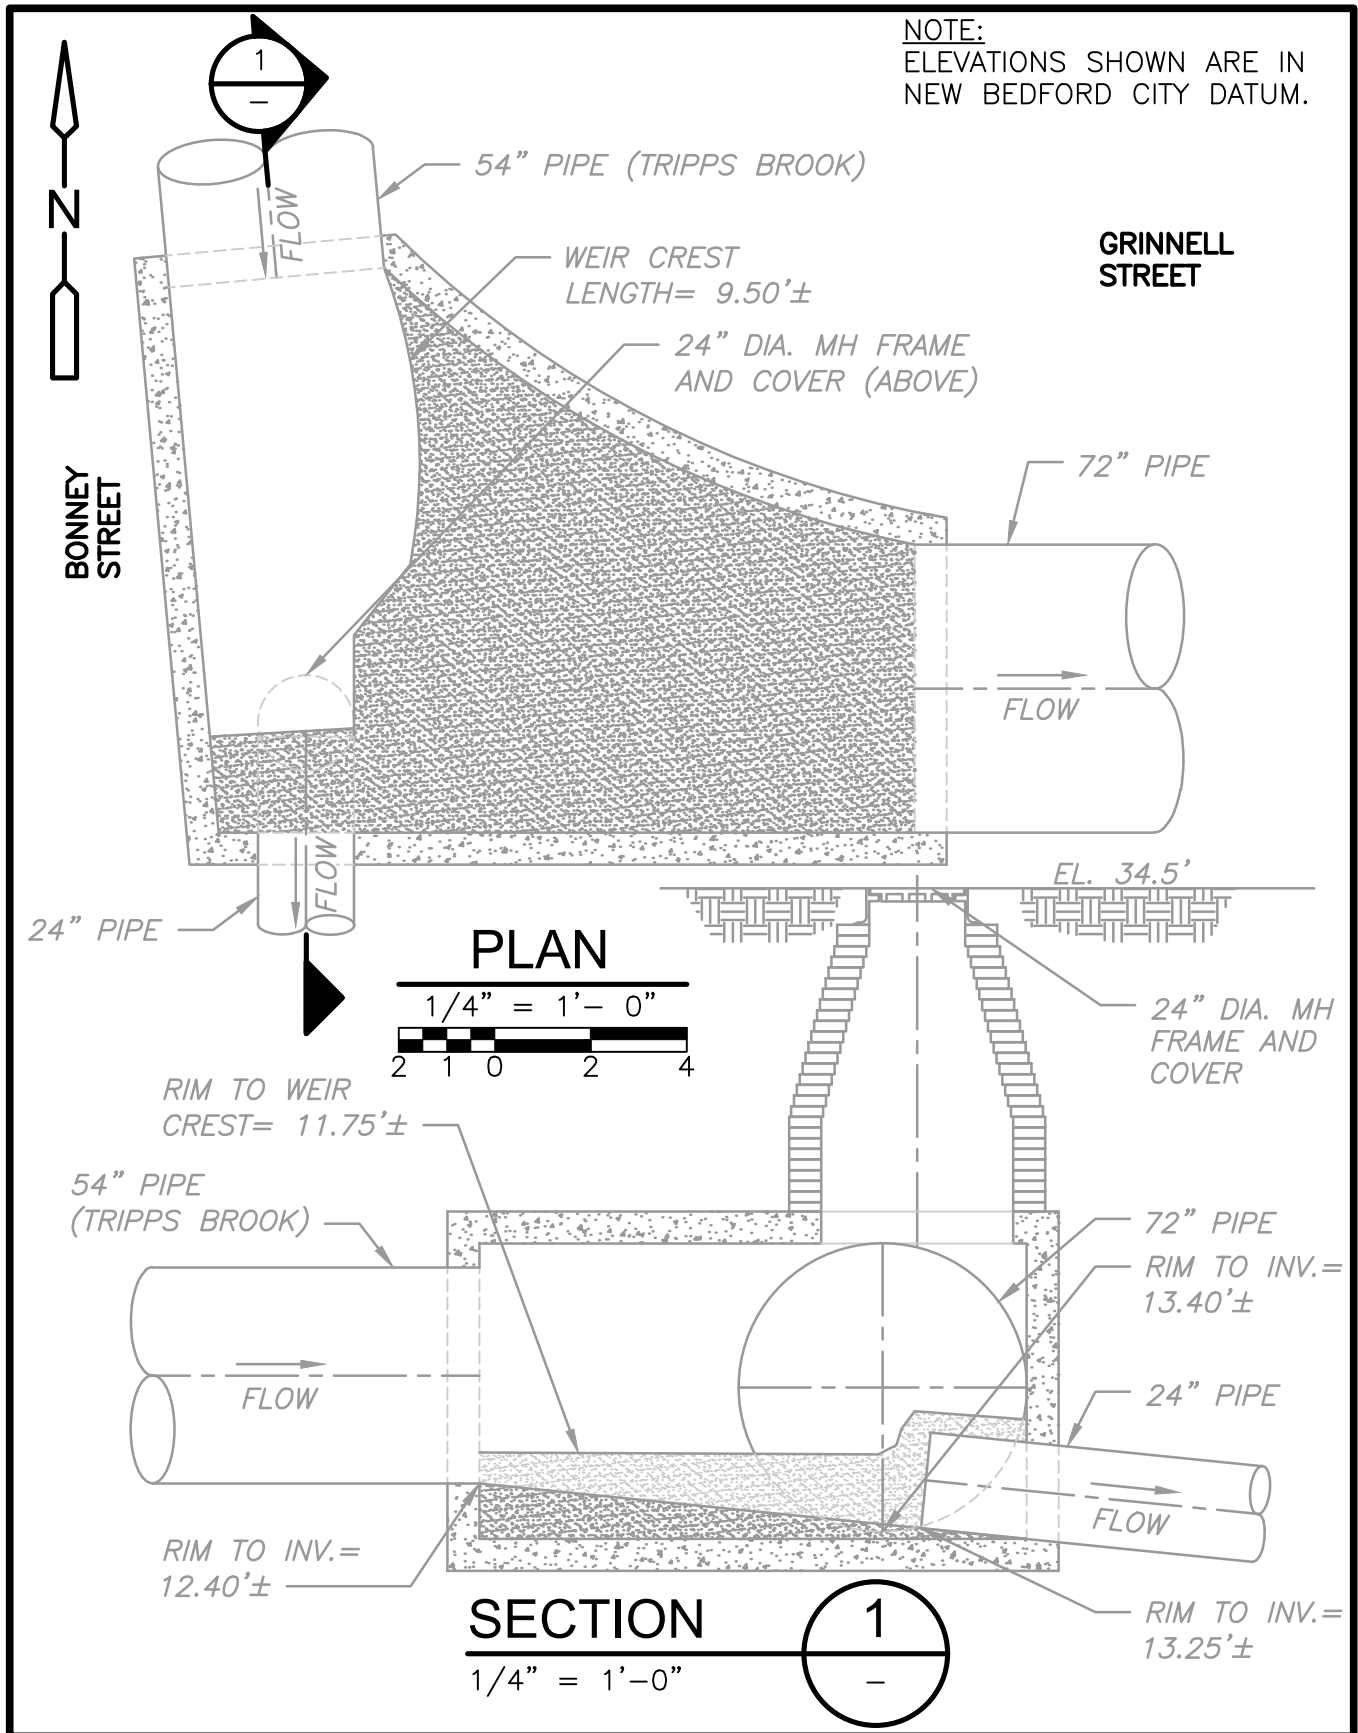 NOTE:
ELEVATIONS SHOWN ARE IN
NEW BEDFORD CITY DATUM.
1
–
N
54" PIPE (TRIPPS BROOK)
FLOW
WEIR CREST
LENGTH= 9.50'±
GRINNELL
STREET
24" DIA. MH FRAME
AND COVER (ABOVE)
BONNEY
STREET
72" PIPE
FLOW
FLOW
24" PIPE
EL. 34.5'
PLAN
1/4" = 1'– 0"
2 1 0 2 4
24" DIA. MH
FRAME AND
COVER
RIM TO WEIR
CREST= 11.75'±
54" PIPE
(TRIPPS BROOK)
72" PIPE
RIM TO INV.=
13.40'±
FLOW
24" PIPE
FLOW
RIM TO INV.=
12.40'±
RIM TO INV.=
13.25'±
SECTION
1/4" = 1'–0"
1
–